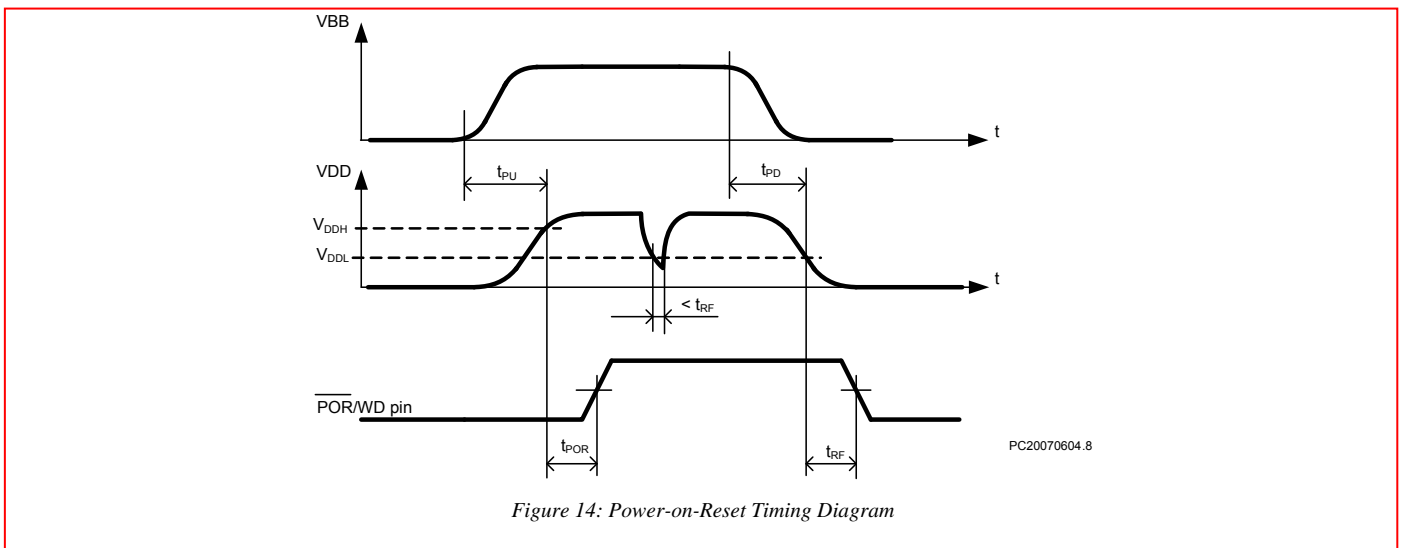 VBB
t
VDD
tPU
tPD
VDDH
VDDL
t
< tRF
POR/WD pin
tPOR
tRF
PC20070604.8
Figure 14: Power-on-Reset Timing Diagram